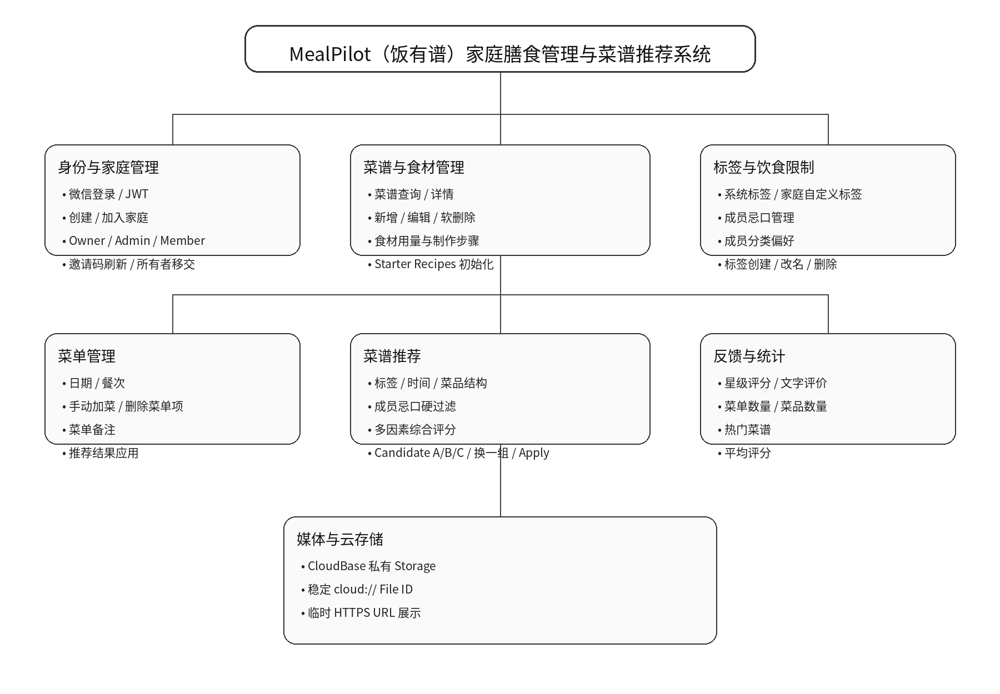 MealPilot（饭有谱）家庭膳食管理与菜谱推荐系统
身份与家庭管理
• 微信登录 / JWT
• 创建 / 加入家庭
• Owner / Admin / Member
• 邀请码刷新 / 所有者移交
菜谱与食材管理
• 菜谱查询 / 详情
• 新增 / 编辑 / 软删除
• 食材用量与制作步骤
• Starter Recipes 初始化
标签与饮食限制
• 系统标签 / 家庭自定义标签
• 成员忌口管理
• 成员分类偏好
• 标签创建 / 改名 / 删除
菜单管理
• 日期 / 餐次
• 手动加菜 / 删除菜单项
• 菜单备注
• 推荐结果应用
菜谱推荐
• 标签 / 时间 / 菜品结构
• 成员忌口硬过滤
• 多因素综合评分
• Candidate A/B/C / 换一组 / Apply
反馈与统计
• 星级评分 / 文字评价
• 菜单数量 / 菜品数量
• 热门菜谱
• 平均评分
媒体与云存储
• CloudBase 私有 Storage
• 稳定 cloud:// File ID
• 临时 HTTPS URL 展示